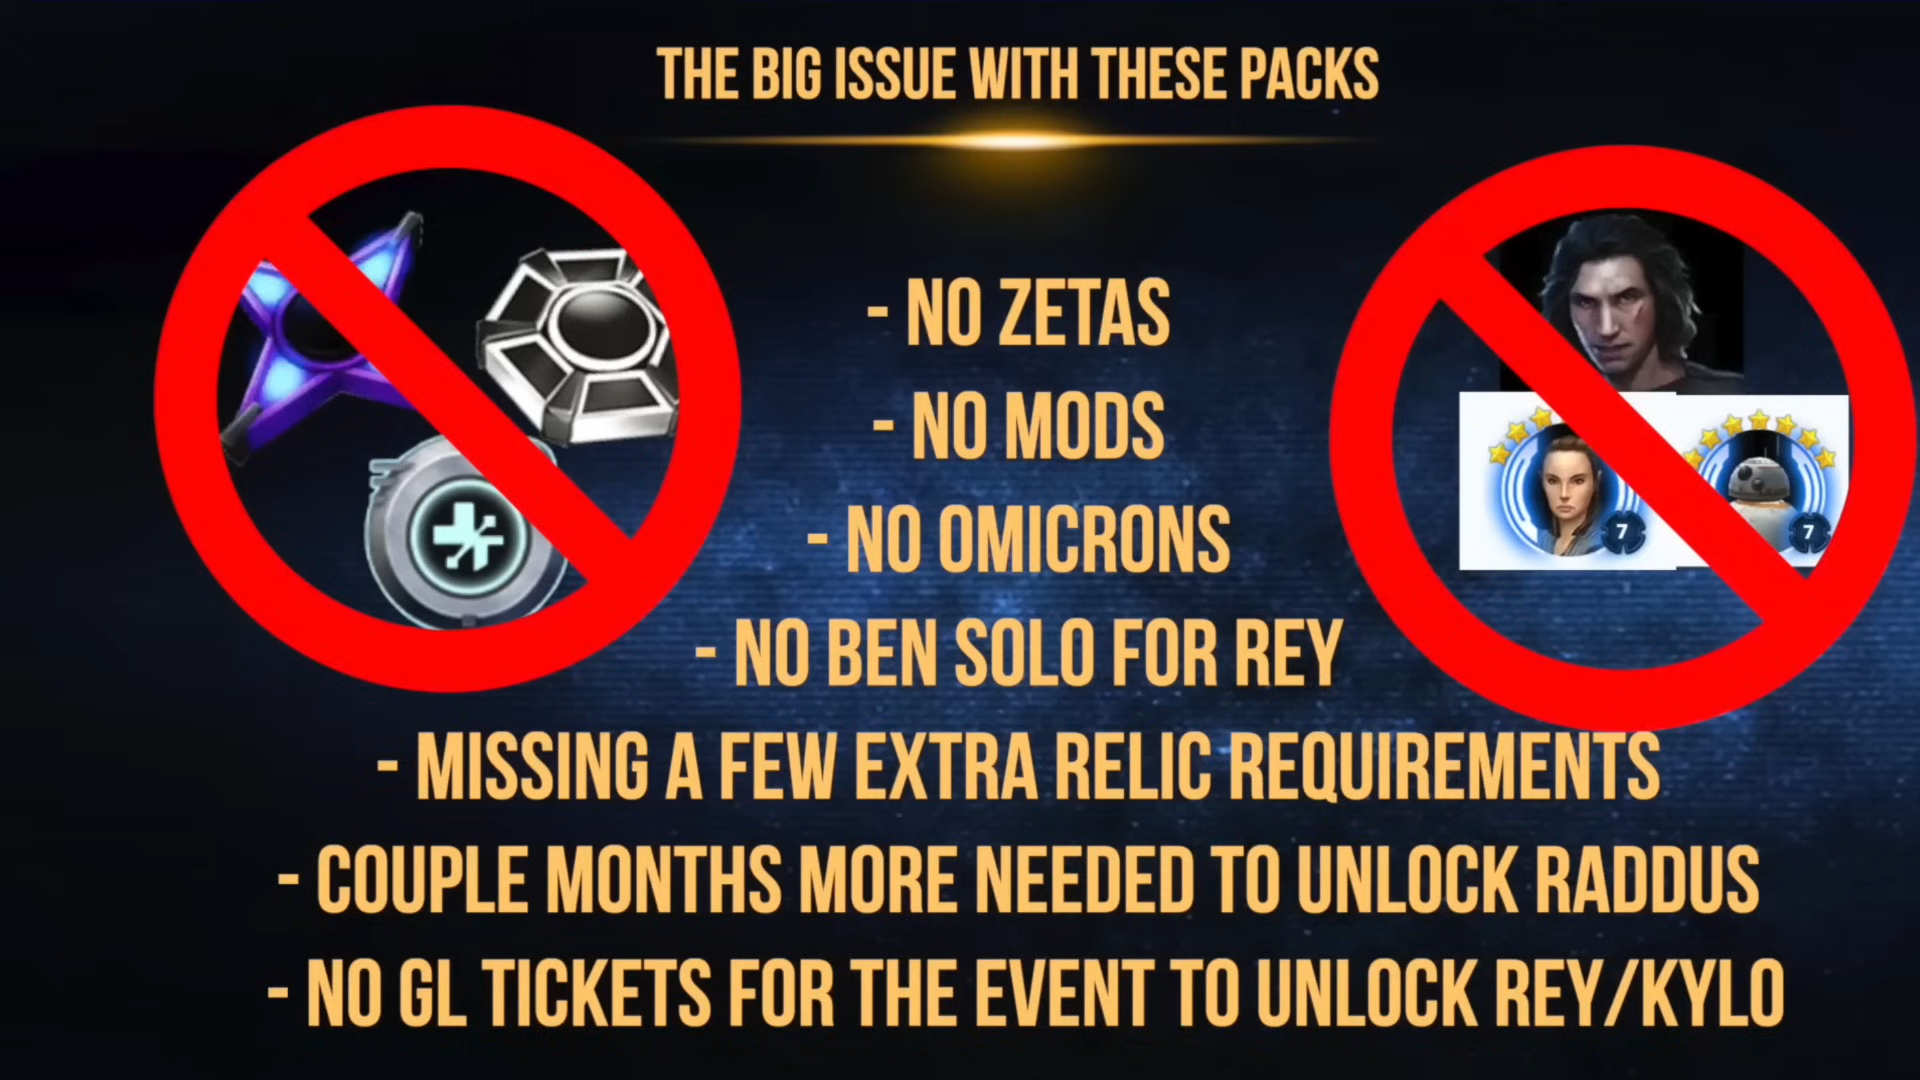 THE BIG ISSUE WITH THESE PACKS
- NO ZETAS
- NO MODS
- NO OMICRONS
- NO BEN SOLO FOR REY
7
7
- MISSING A FEW EXTRA RELIC REQUIREMENTS
- COUPLE MONTHS MORE NEEDED TO UNLOCK RADDUS
- NO GL TICKETS FOR THE EVENT TO UNLOCK REY/KYLO